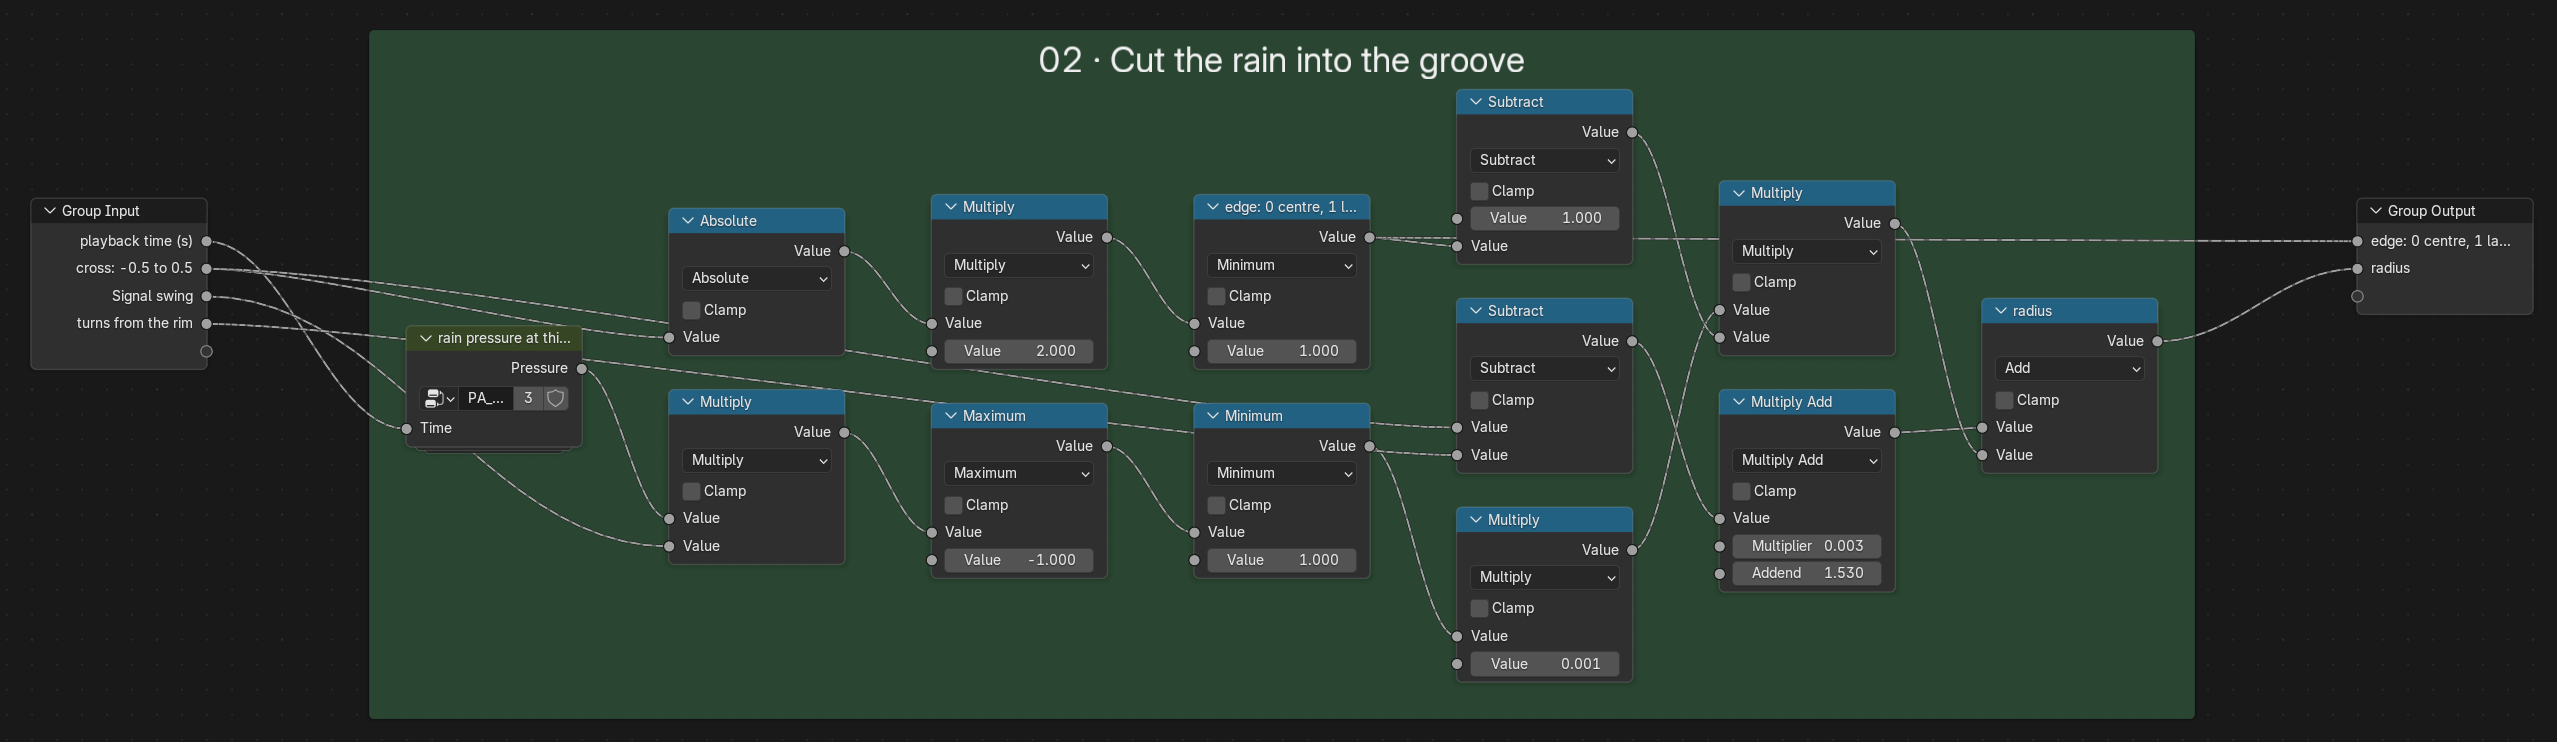 02 · Cut the rain into the groove
Group Input
playback time (s)
cross: -0.5 to 0.5
Signal swing
turns from the rim
rain pressure at thi...
Pressure
PA_... 3
Time
Absolute
Value
Absolute
Clamp
Value
Multiply
Value
Multiply
Clamp
Value
Value
Multiply
Value
Multiply
Clamp
Value
Value 2.000
Maximum
Value
Maximum
Clamp
Value
Value -1.000
edge: 0 centre, 1 l...
Value
Minimum
Clamp
Value
Value 1.000
Minimum
Value
Minimum
Clamp
Value
Value 1.000
Subtract
Value
Subtract
Clamp
Value 1.000
Value
Subtract
Value
Subtract
Clamp
Value
Value
Multiply
Value
Multiply
Clamp
Value
Value 0.001
Multiply
Value
Multiply
Clamp
Value
Value
Multiply Add
Value
Multiply Add
Clamp
Value
Multiplier 0.003
Addend 1.530
radius
Value
Add
Clamp
Value
Value
Group Output
edge: 0 centre, 1 la...
radius